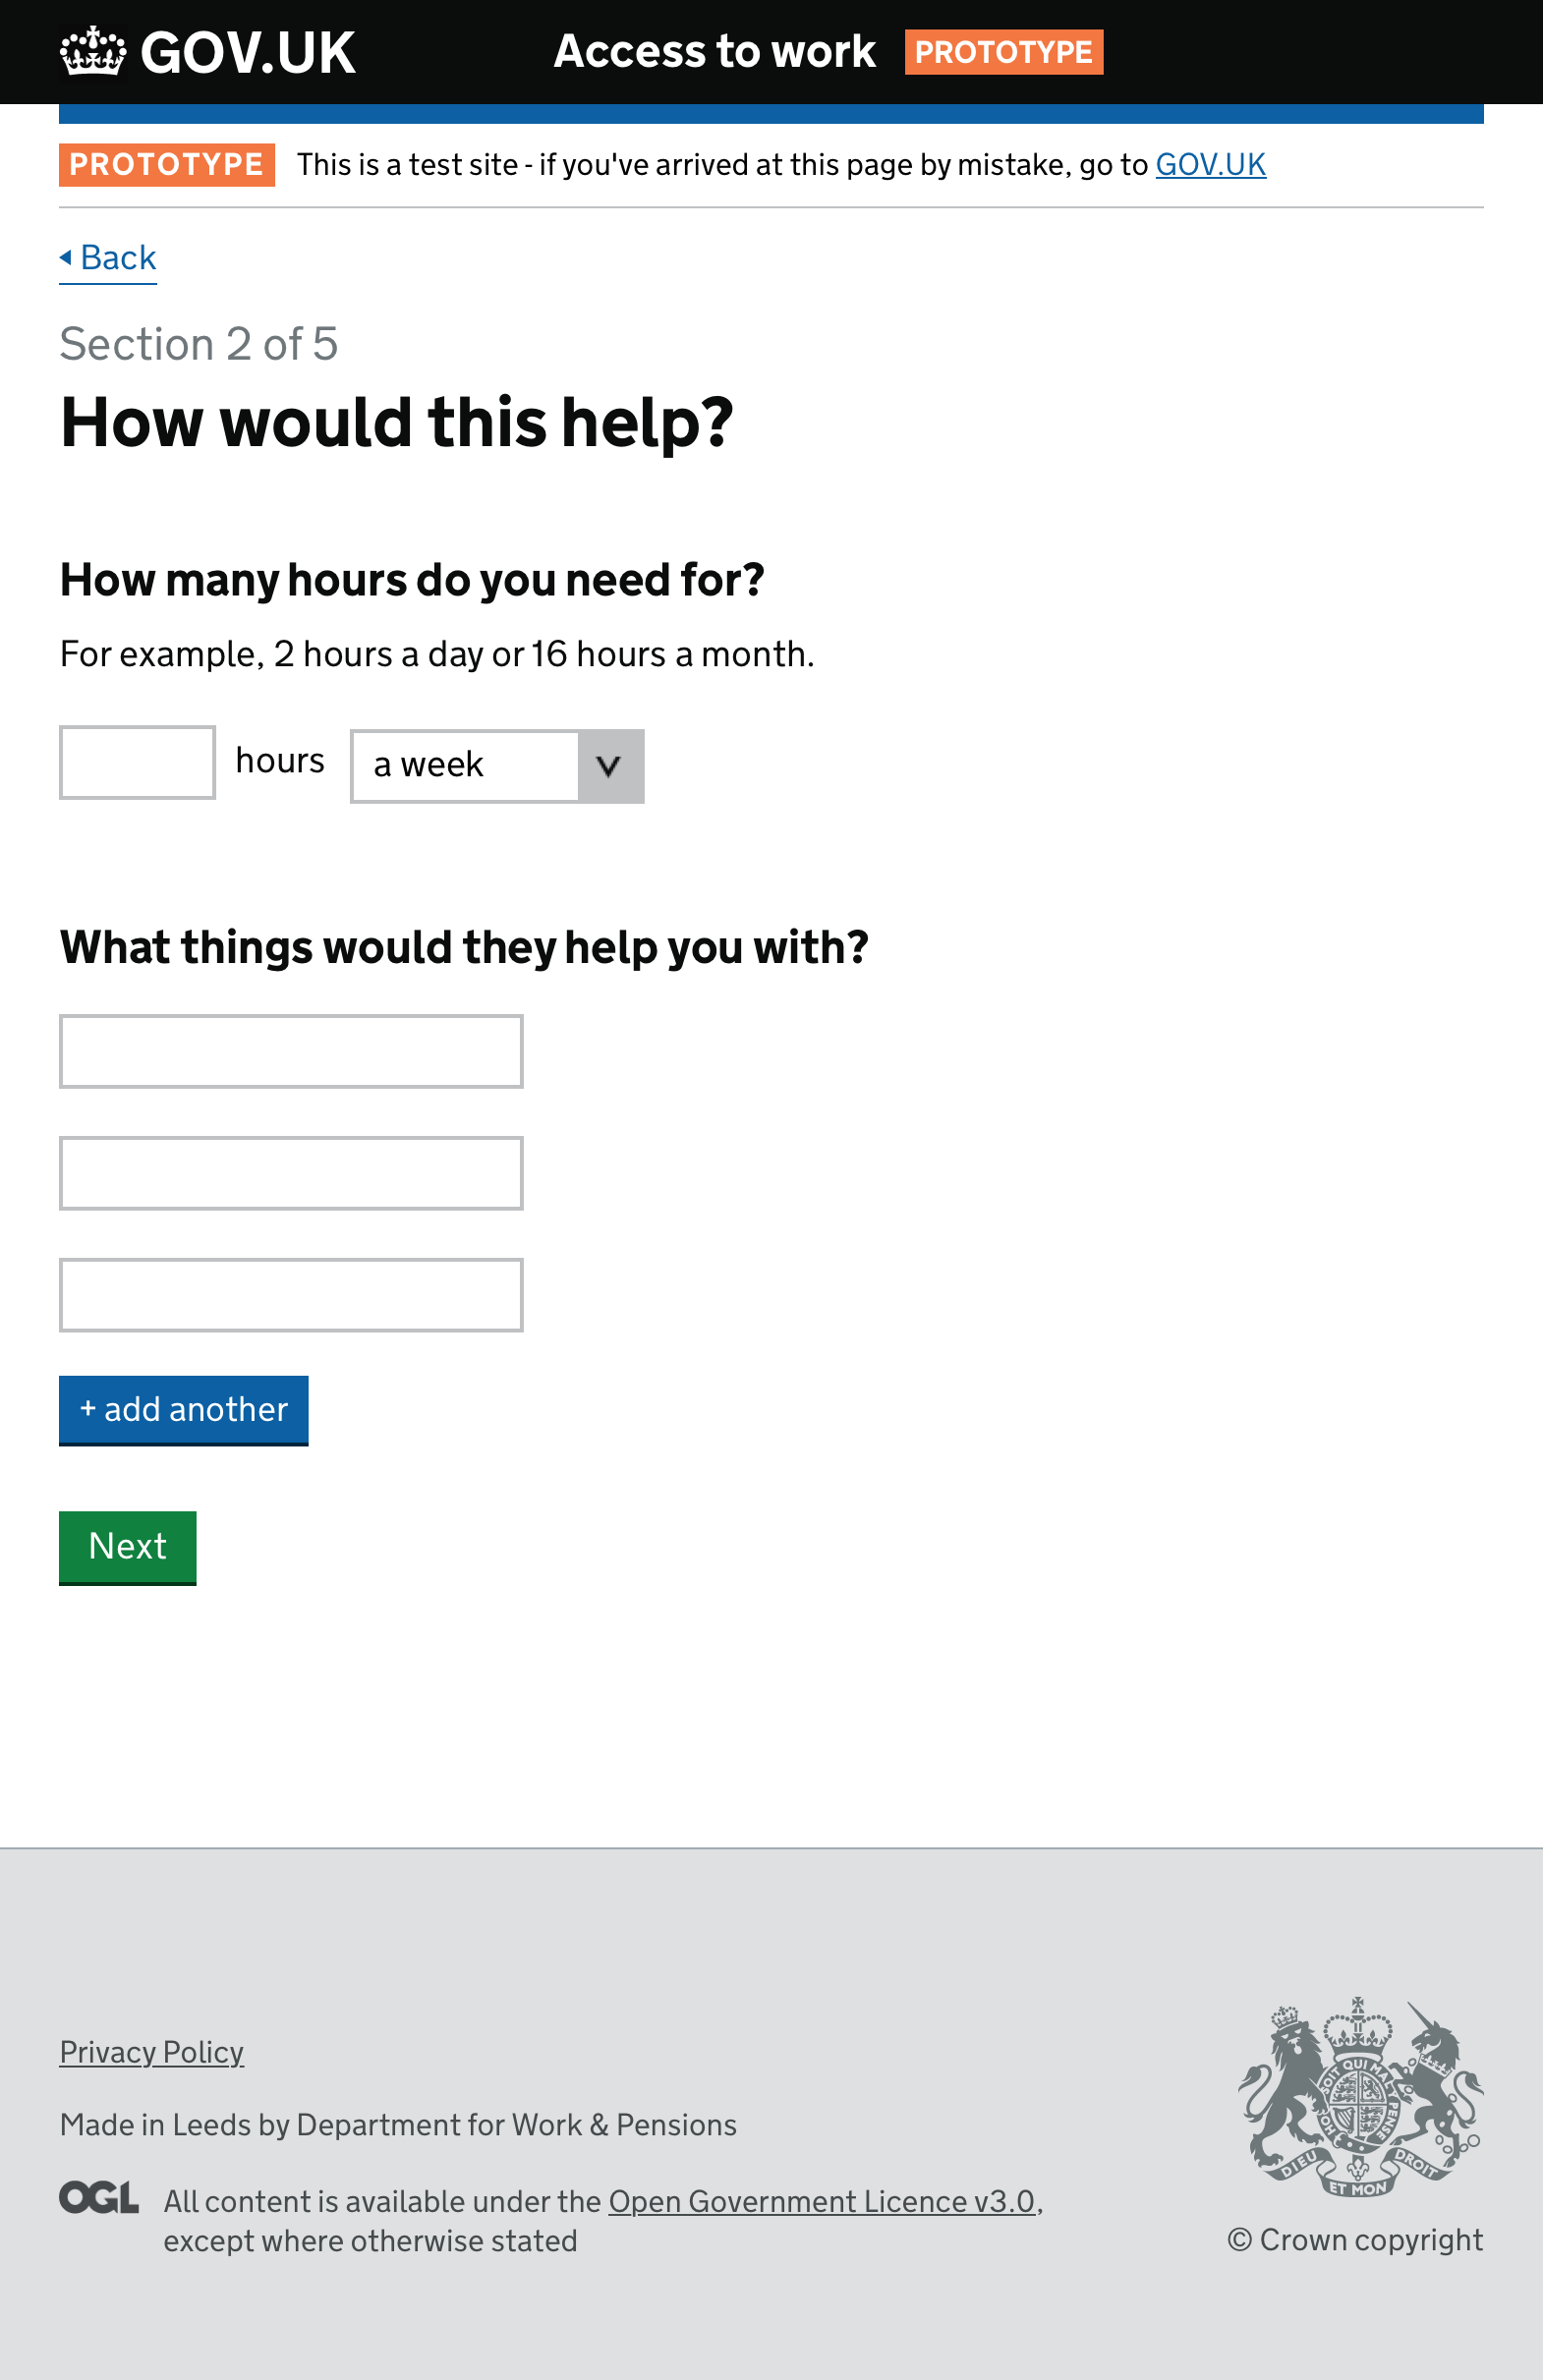 GOV.UK Access to work PROTOTYPE
PROTOTYPE This is a test site - if you've arrived at this page by mistake, go to GOV.UK
Back
Section 2 of 5
How would this help?
How many hours do you need for?
For example, 2 hours a day or 16 hours a month.
hours a week
What things would they help you with?
+ add another
Next
Privacy Policy
Made in Leeds by Department for Work & Pensions
OGL All content is available under the Open Government Licence v3.0,
except where otherwise stated
SOIT QUI MAL Y PENSE
DIEU ET MON DROIT
© Crown copyright